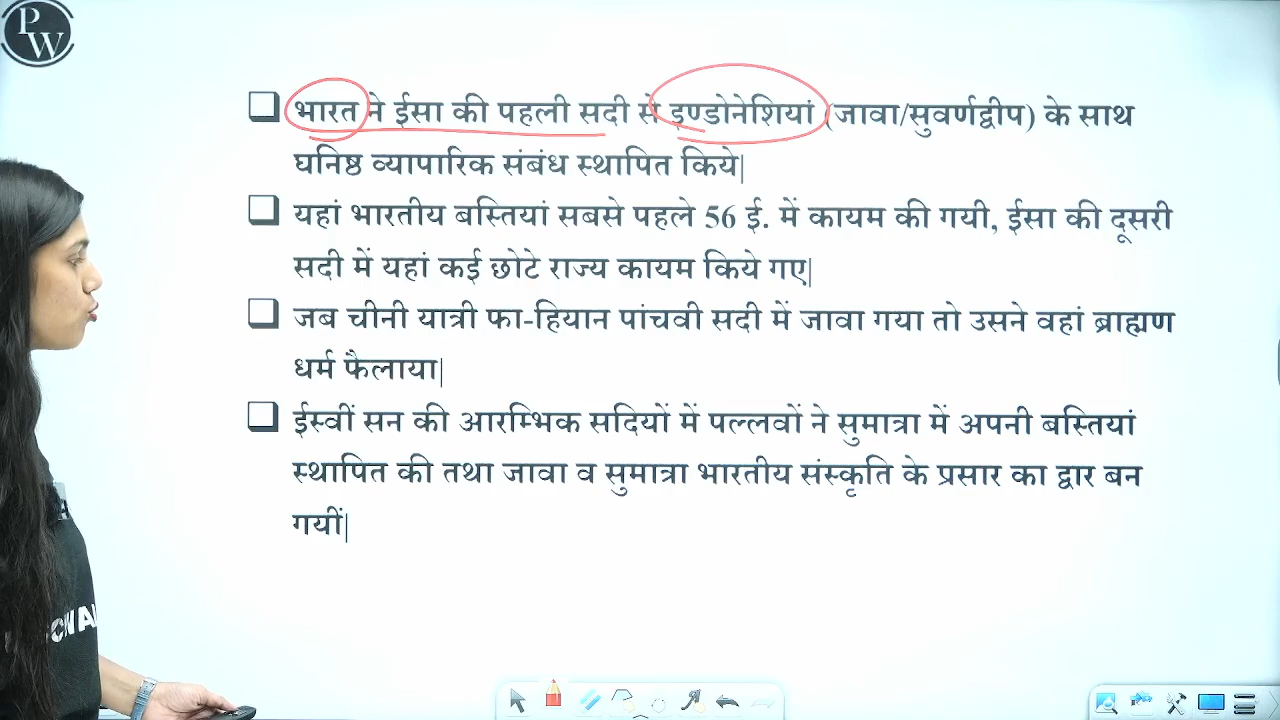 PW
❑ भारत ने ईसा की पहली सदी से इण्डोनेशियां (जावा/सुवर्णद्वीप) के साथ
घनिष्ठ व्यापारिक संबंध स्थापित किये|
❑ यहां भारतीय बस्तियां सबसे पहले 56 ई. में कायम की गयी, ईसा की दूसरी
सदी में यहां कई छोटे राज्य कायम किये गए|
❑ जब चीनी यात्री फा-हियान पांचवी सदी में जावा गया तो उसने वहां ब्राह्मण
धर्म फैलाया|
❑ ईस्वीं सन की आरम्भिक सदियों में पल्लवों ने सुमात्रा में अपनी बस्तियां
स्थापित की तथा जावा व सुमात्रा भारतीय संस्कृति के प्रसार का द्वार बन
गयीं|